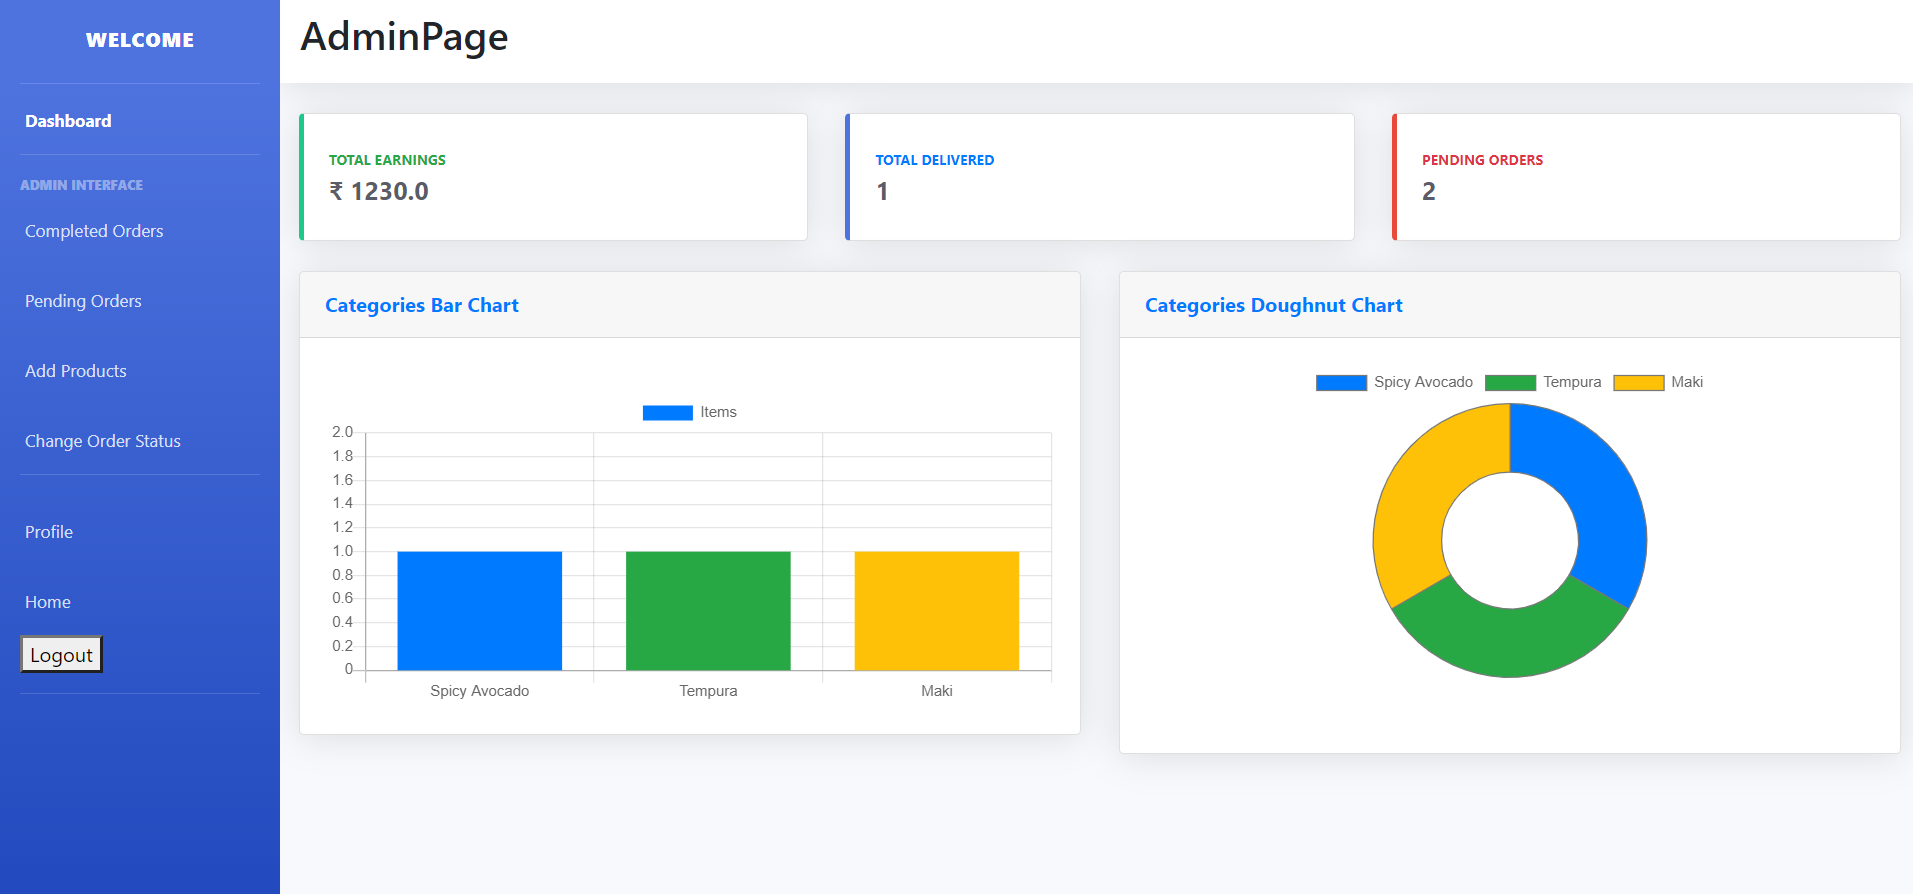 WELCOME
Dashboard
ADMIN INTERFACE
Completed Orders
Pending Orders
Add Products
Change Order Status
Profile
Home
Logout
AdminPage
TOTAL EARNINGS
₹ 1230.0
TOTAL DELIVERED
1
PENDING ORDERS
2
Categories Bar Chart
Items
2.0
1.8
1.6
1.4
1.2
1.0
0.8
0.6
0.4
0.2
0
Spicy Avocado Tempura Maki
Categories Doughnut Chart
Spicy Avocado Tempura Maki